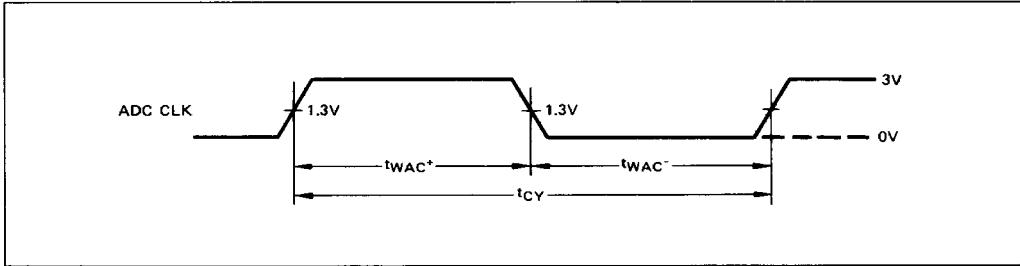 3V
ADC CLK 1.3V 1.3V
0V
tWAC+ tWAC-
tCY